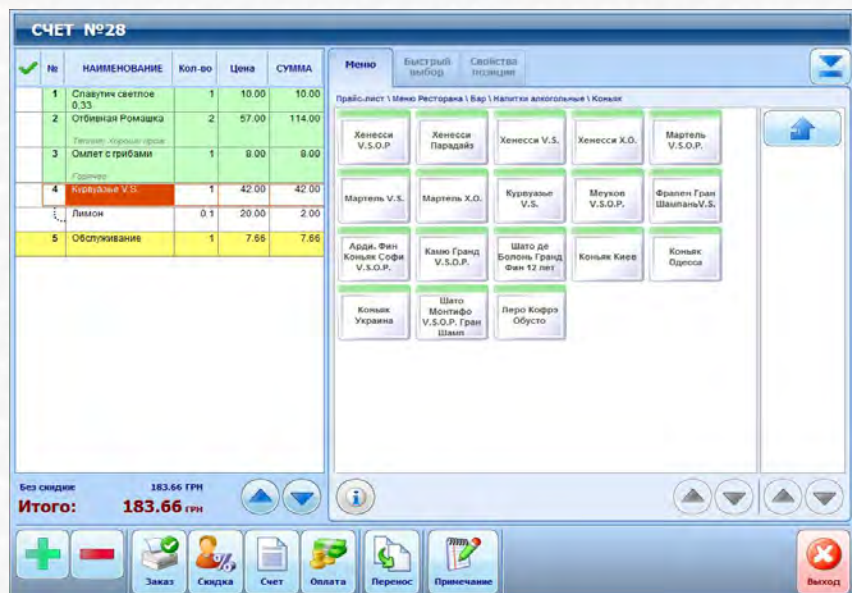 СЧЕТ №28
№ НАИМЕНОВАНИЕ Кол-во Цена СУММА
1 Славутич светлое 0,33 1 10.00 10.00
2 Отбивная Ромашка 2 57.00 114.00
3 Омлет с грибами 1 8.00 8.00
Горячее
4 Курвуазье V.S. 1 42.00 42.00
Лимон 0.1 20.00 2.00
5 Обслуживание 1 7.66 7.66
Без скидки: 183.66 ГРН
Итого: 183.66 ГРН
Меню
Быстрый выбор
Свойства позиции
Прайс-лист \ Меню Ресторана \ Бар \ Напитки алкогольные \ Коньяк
Хенесси V.S.O.P
Хенесси Парадайз
Хенесси V.S.
Хенесси X.O.
Мартель V.S.O.P.
Мартель V.S.
Мартель X.O.
Курвуазье V.S.
Меуков V.S.O.P.
Фрапен Гран ШампаньV.S.
Арди. Фин Коньяк Софи V.S.O.P.
Камю Гранд V.S.O.P.
Шато де Болонь Гранд Фин 12 лет
Коньяк Киев
Коньяк Одесса
Коньяк Украина
Шато Монтифо V.S.O.P. Гран Шамп
Перо Кофрэ Обусто
Заказ
Скидка
Счет
Оплата
Перенос
Примечание
Выход